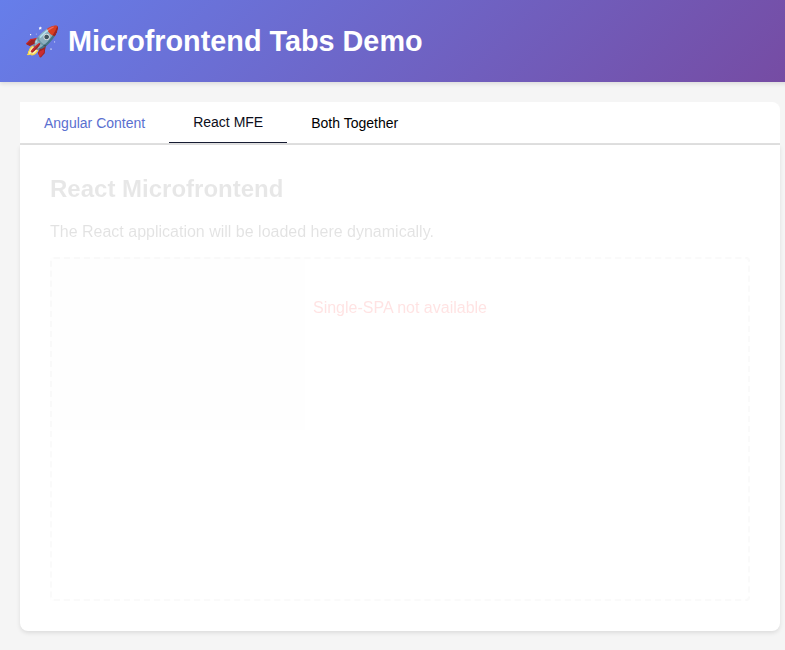 🚀 Microfrontend Tabs Demo
Angular Content React MFE Both Together
React Microfrontend
The React application will be loaded here dynamically.
Single-SPA not available